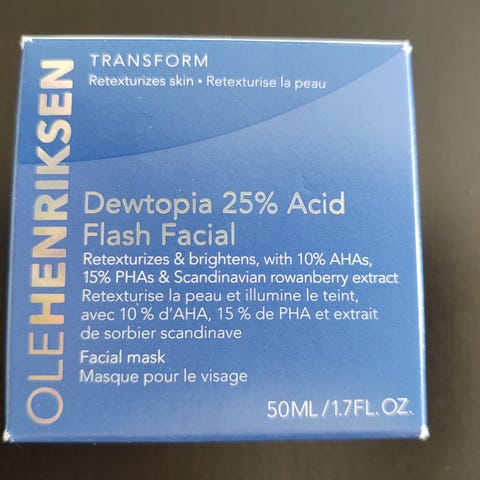 OLEHENRIKSEN
TRANSFORM
Retexturizes skin • Retexturise la peau
Dewtopia 25% Acid
Flash Facial
Retexturizes & brightens, with 10% AHAs,
15% PHAs & Scandinavian rowanberry extract
Retexturise la peau et illumine le teint,
avec 10 % d'AHA, 15 % de PHA et extrait
de sorbier scandinave
Facial mask
Masque pour le visage
50ML/1.7FL.OZ.